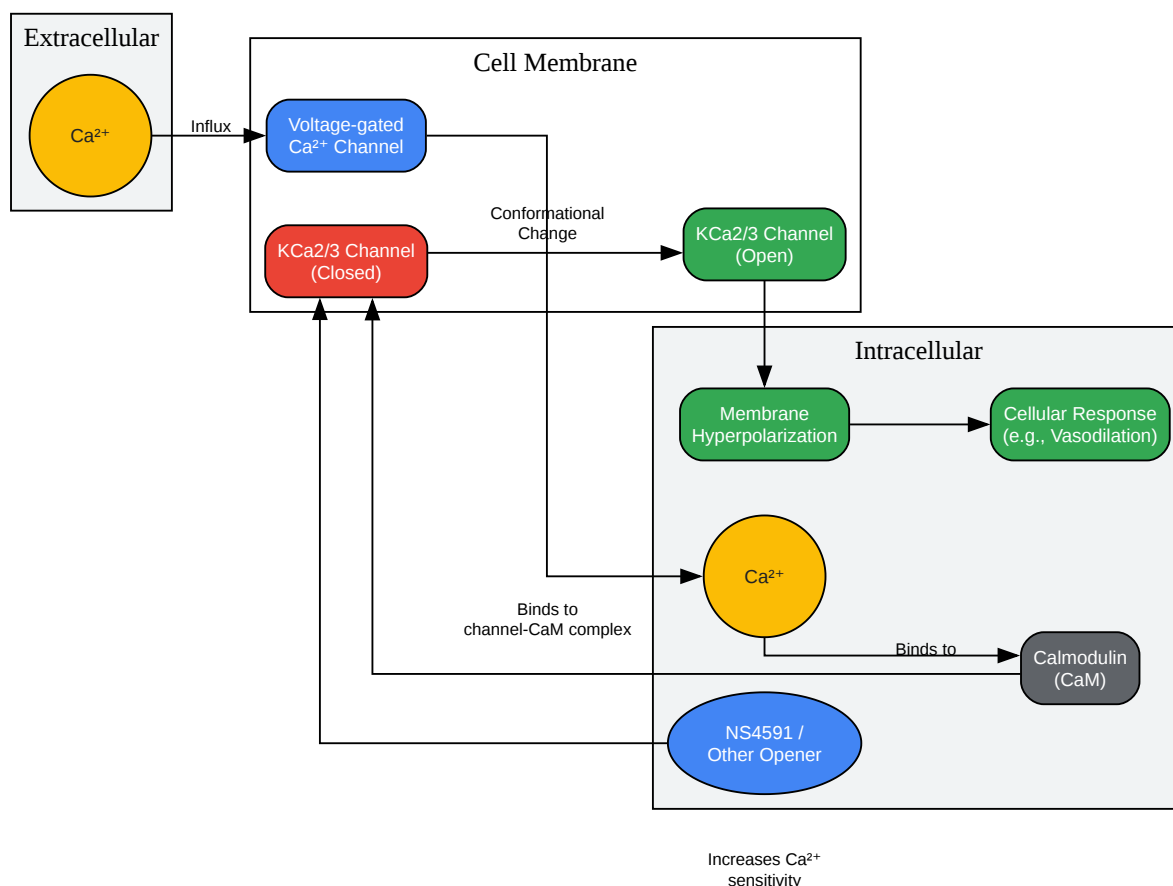 Extracellular
Ca²⁺
Influx
Cell Membrane
Voltage-gated
Ca²⁺ Channel
KCa2/3 Channel
(Closed)
Conformational
Change
KCa2/3 Channel
(Open)
Intracellular
Membrane
Hyperpolarization
Cellular Response
(e.g., Vasodilation)
Ca²⁺
Binds to
channel-CaM complex
Binds to
Calmodulin
(CaM)
NS4591 /
Other Opener
Increases Ca²⁺
sensitivity